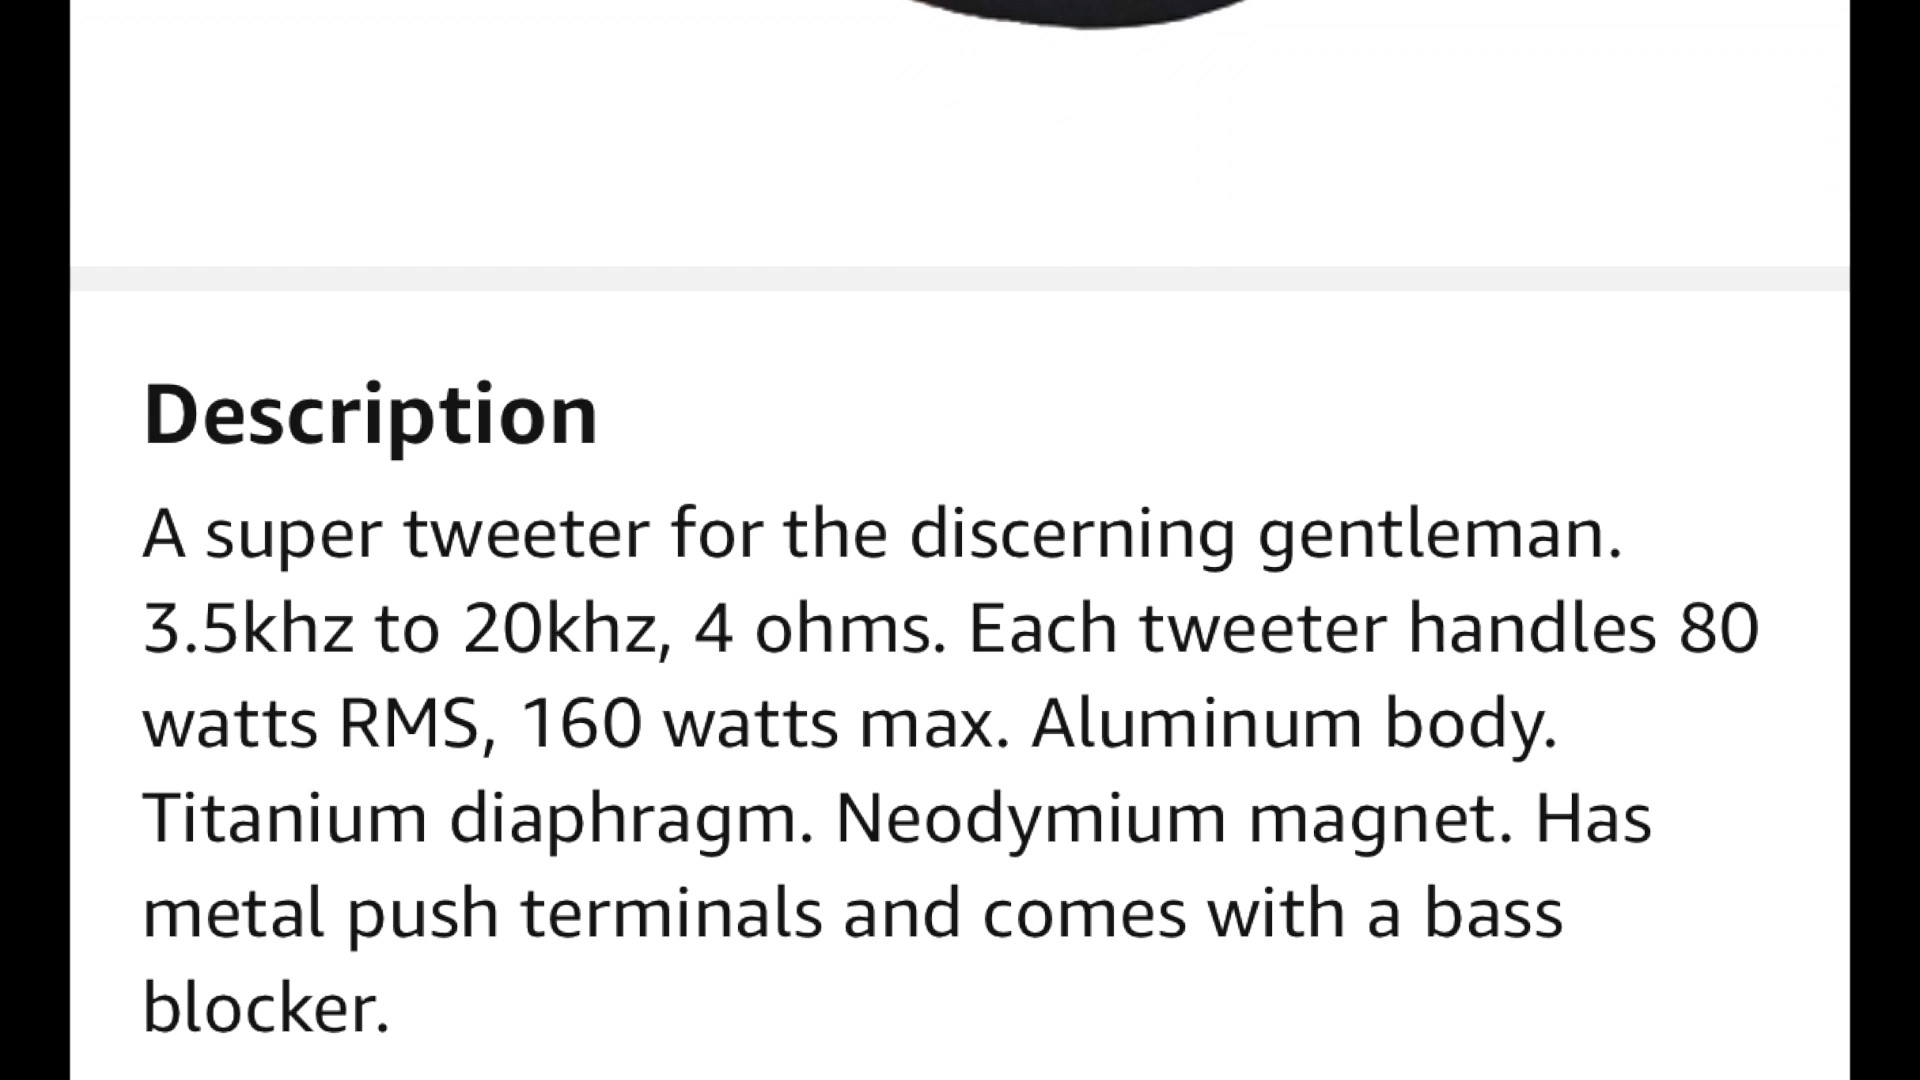 Description
A super tweeter for the discerning gentleman.
3.5khz to 20khz, 4 ohms. Each tweeter handles 80
watts RMS, 160 watts max. Aluminum body.
Titanium diaphragm. Neodymium magnet. Has
metal push terminals and comes with a bass
blocker.